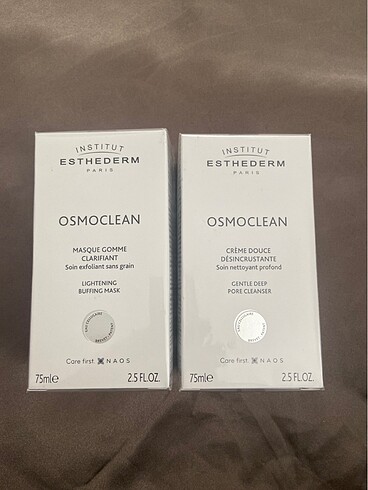 INSTITUT
ESTHEDERM
PARIS
OSMOCLEAN
MASQUE GOMME
CLARIFIANT
Soin exfoliant sans grain
LIGHTENING
BUFFING MASK
EAU CELLULAIRE
Care first. NAOS
75ml e 2.5 FL.OZ.
INSTITUT
ESTHEDERM
PARIS
OSMOCLEAN
CRÈME DOUCE
DÉSINCRUSTANTE
Soin nettoyant profond
GENTLE DEEP
PORE CLEANSER
Care first. NAOS
75ml e 2.5 FL.OZ.